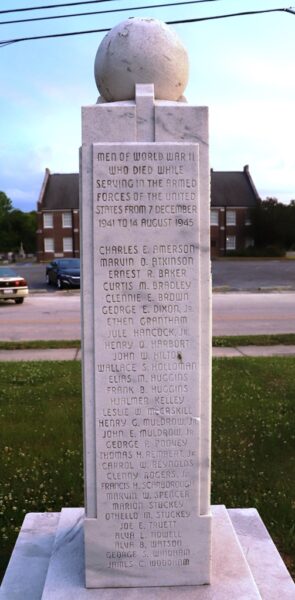 MEN OF WORLD WAR II
WHO DIED WHILE
SERVING IN THE ARMED
FORCES OF THE UNITED
STATES FROM 7 DECEMBER
1941 TO 14 AUGUST 1945
CHARLES E. AMERSON
MARVIN D. ATKINSON
ERNEST R. BAKER
CURTIS M. BRADLEY
CLENNIE E. BROWN
GEORGE E. DIXON, JR
ETHEN GRANTHAM
JULE HANCOCK, JR.
HENRY D. HARBORT
JOHN W. HILTON
WALLACE S. HOLLOMAN
ELIAS M. HUGGINS
FRANK B. HUGGINS
HJALMER KELLEY
LESLIE W. MCCASKILL
HENRY G. MULDROW, JR
JOHN E. MULDROW, JR
GEORGE R.
THOMAS H. REMBERT, JR
CARROL W. REYNOLDS
GLENNY ROGERS, JR
FRANCIS H. SCARBOROUGH
MARVIN W. SPENCER
MARION STUCKEY
OTHELLO M. STUCKEY
JOE E. TRUETT
ALVA L. NOWELL
ALVA B. WATSON
GEORGE S. WINDHAM
JAMES C. WOODHAM